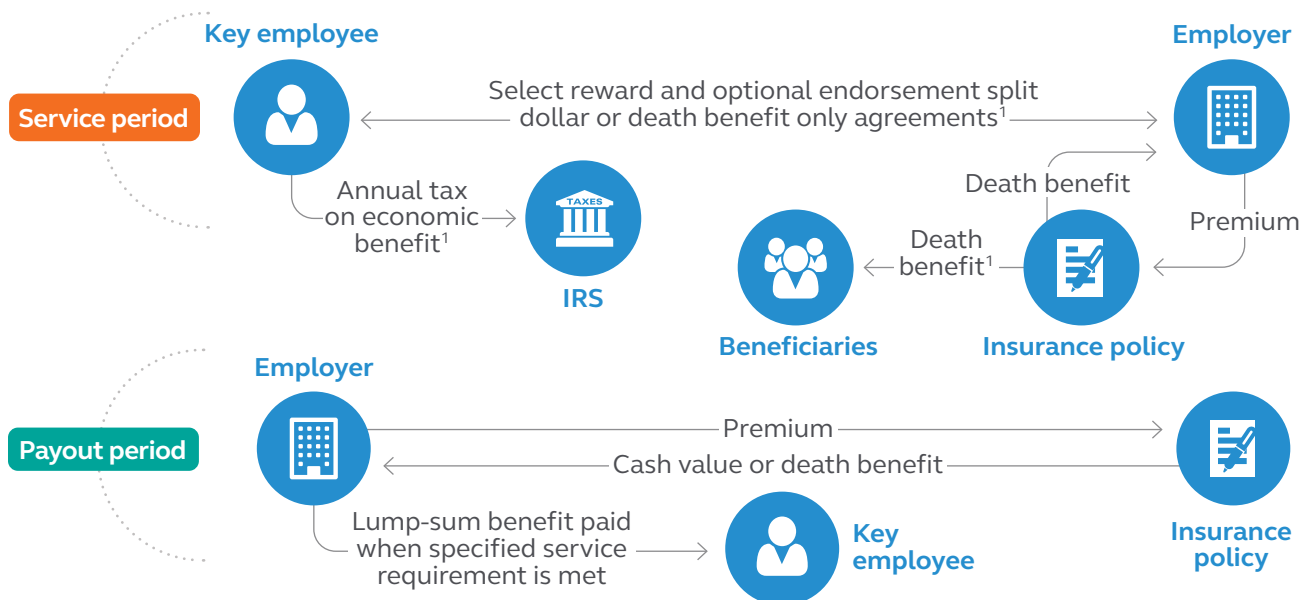 Key employee
Employer
Service period
Select reward and optional endorsement split
dollar or death benefit only agreements¹
Annual tax
on economic
benefit¹
TAXES
IRS
Death benefit
Premium
Death
benefit¹
Beneficiaries
Insurance policy
Employer
Payout period
Premium
Cash value or death benefit
Lump-sum benefit paid
when specified service
requirement is met
Key
employee
Insurance
policy